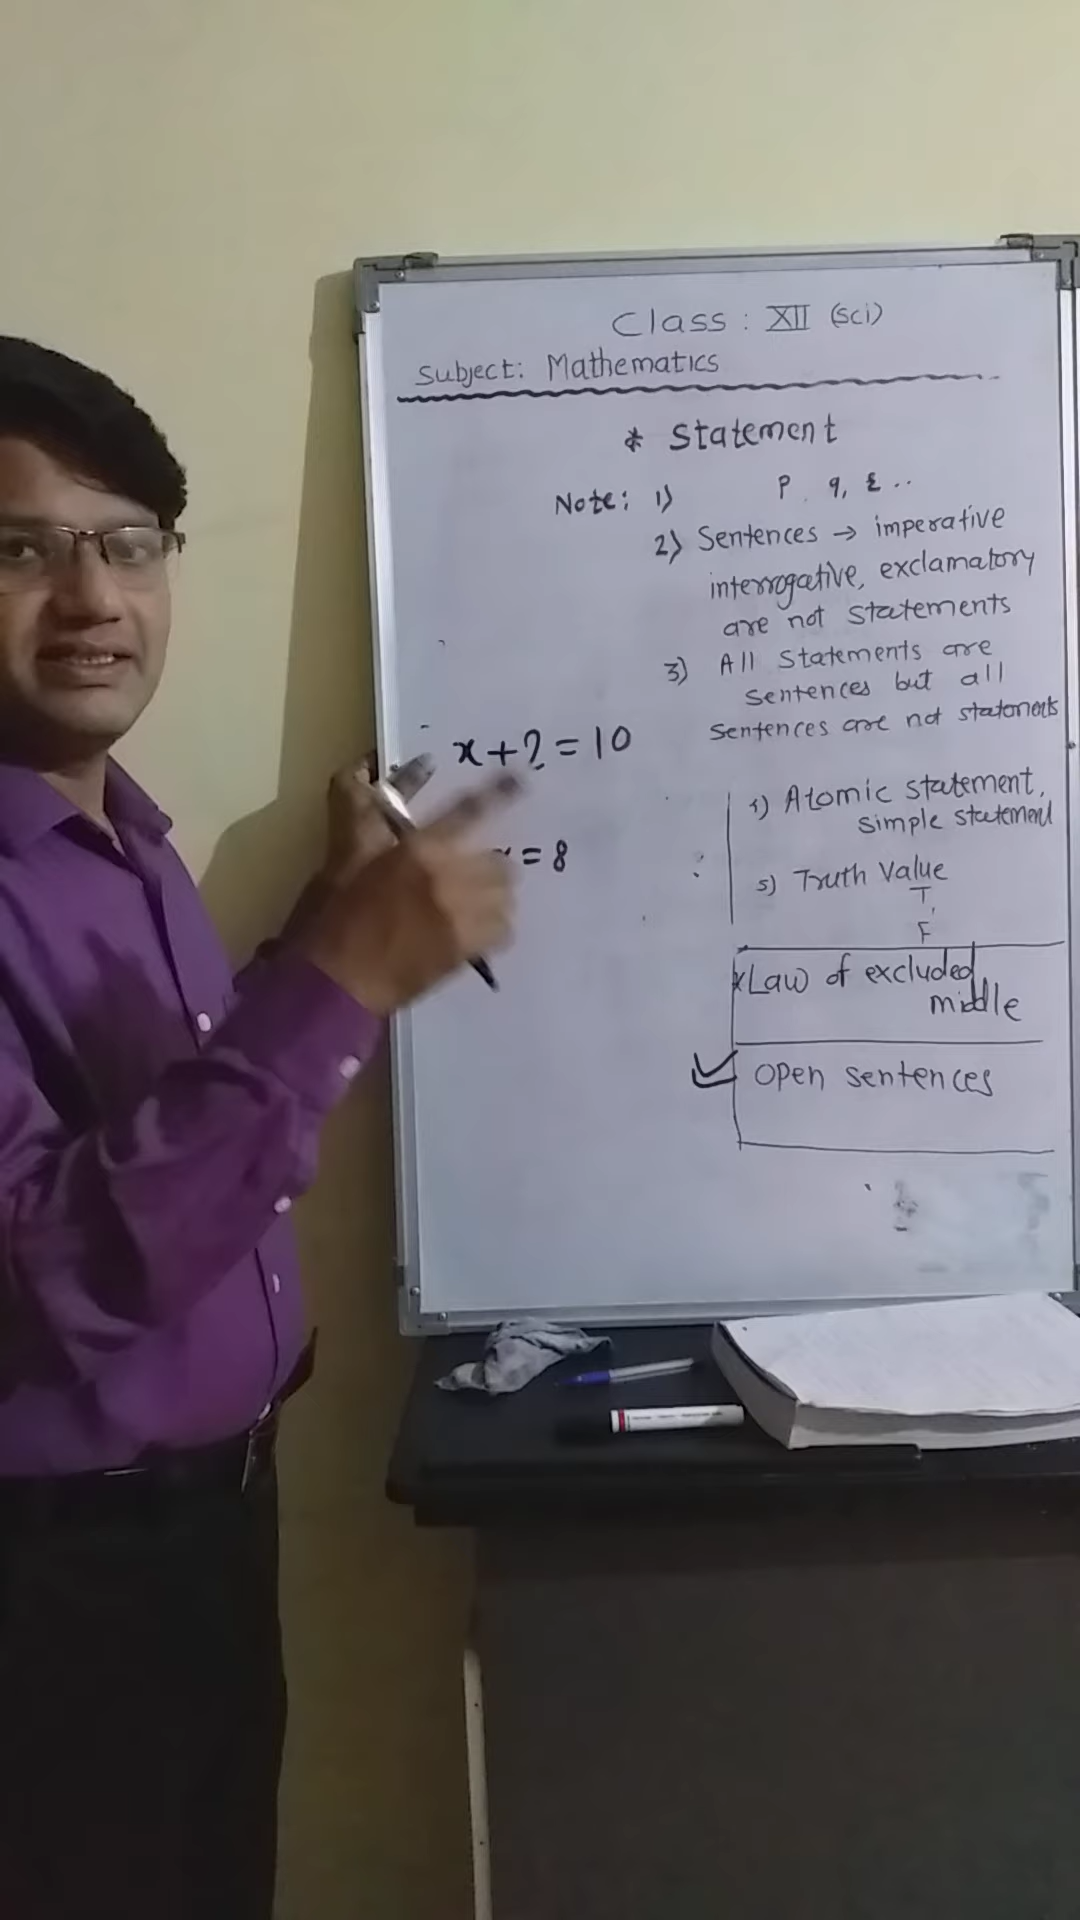 Class : XII (sci)
Subject: Mathematics
* Statement
Note: 1) P, q, ..
2) Sentences → imperative
interrogative, exclamatory
are not statements
3) All statements are
sentences but all
sentences are not
x+2=10
4) Atomic statement,
simple statement
= 8
5) Truth Value
T,
F
* Law of excluded
middle
Open sentences